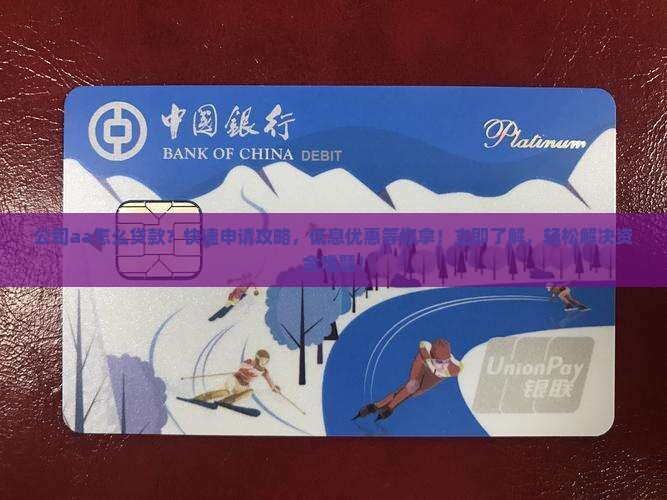 中国銀行
BANK OF CHINA DEBIT
Platinum
公司aa怎么贷款？快速申请攻略，低息优惠等你拿！立即了解，轻松解决资
金难题
UnionPay
银联